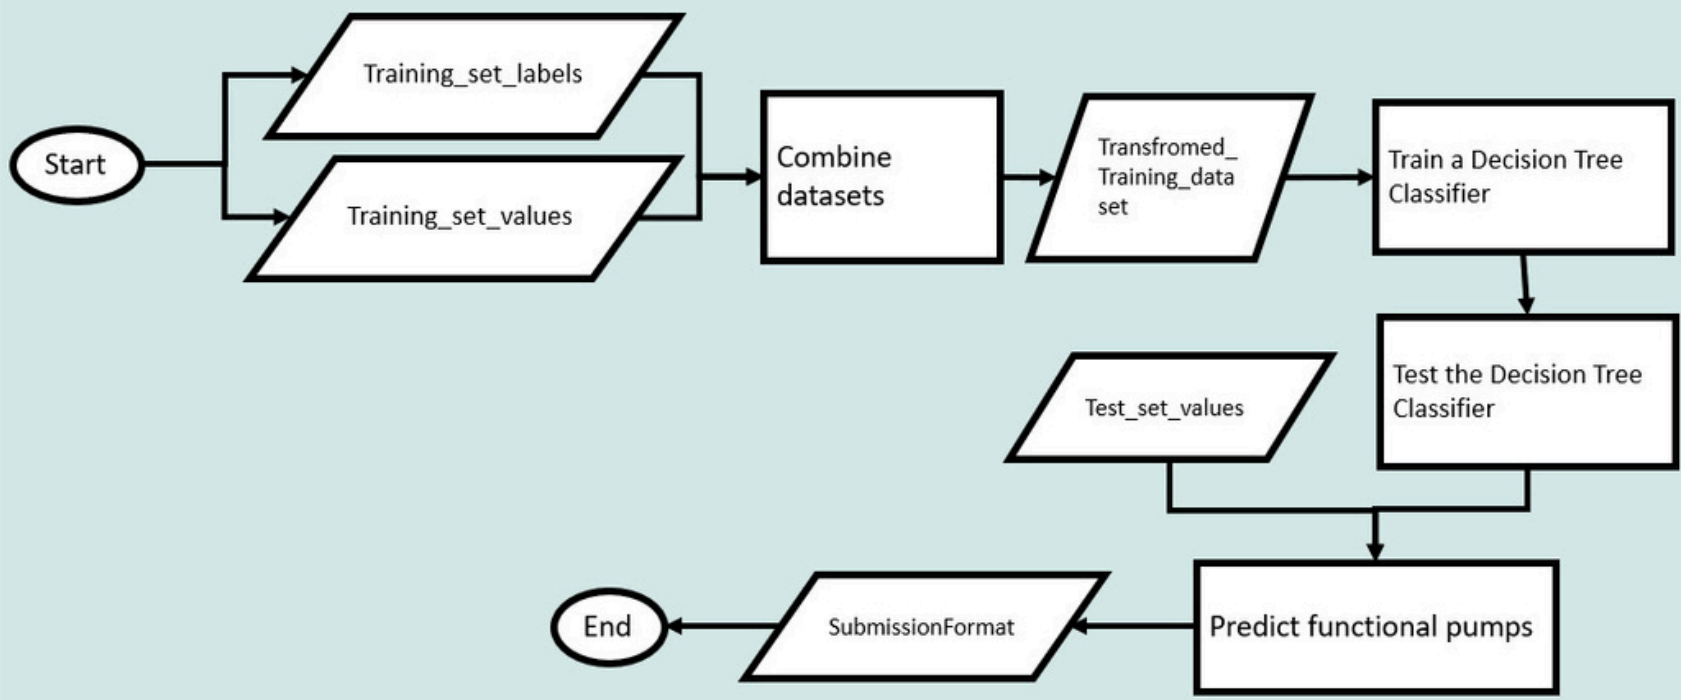 Training_set_labels
Start
Training_set_values
Combine
datasets
Transfromed_
Training_data
set
Train a Decision Tree
Classifier
Test_set_values
Test the Decision Tree
Classifier
End
SubmissionFormat
Predict functional pumps